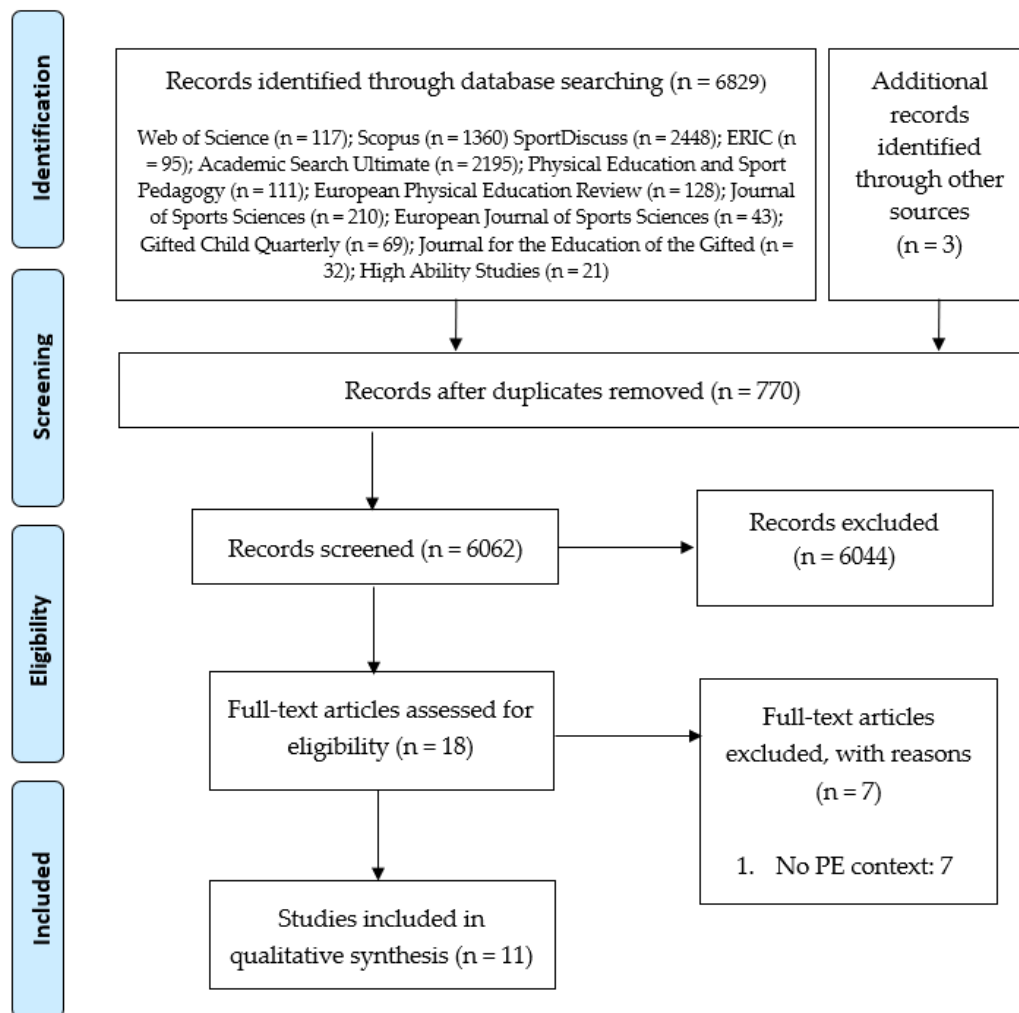 Identification
Records identified through database searching (n = 6829)
Web of Science (n = 117); Scopus (n = 1360) SportDiscuss (n = 2448); ERIC (n
= 95); Academic Search Ultimate (n = 2195); Physical Education and Sport
Pedagogy (n = 111); European Physical Education Review (n = 128); Journal
of Sports Sciences (n = 210); European Journal of Sports Sciences (n = 43);
Gifted Child Quarterly (n = 69); Journal for the Education of the Gifted (n =
32); High Ability Studies (n = 21)
Additional
records
identified
through other
sources
(n = 3)
Screening
Records after duplicates removed (n = 770)
Records screened (n = 6062)
Records excluded
(n = 6044)
Eligibility
Full-text articles assessed for
eligibility (n = 18)
Full-text articles
excluded, with reasons
(n = 7)
1. No PE context: 7
Included
Studies included in
qualitative synthesis (n = 11)